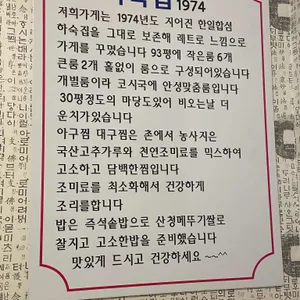 1974
저희가게는 1974년도 지어진 한일합섬
하숙집을 그대로 보존해 레트로 느낌으로
가게를 꾸몄습니다 93평에 작은룸 6개
큰룸 2개 홀없이 룸으로 구성되어있습니다
개별룸이라 코시국에 안성맞춤룸입니다
30평정도의 마당도있어 비오는날 더
운치가있습니다
아구찜 대구찜은 촌에서 농사지은
국산고추가루와 천연조미료를 믹스하여
고소하고 담백한찜입니다
조미료를 최소화해서 건강하게
조리를합니다
밥은 즉석솥밥으로 산청메뚜기쌀로
찰지고 고소한밥을 준비했습니다
맛있게 드시고 건강하세요 ~~^^